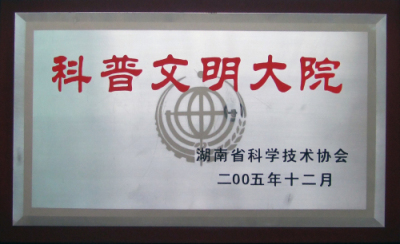 科普文明大院
湖南省科学技术协会
二00五年十二月